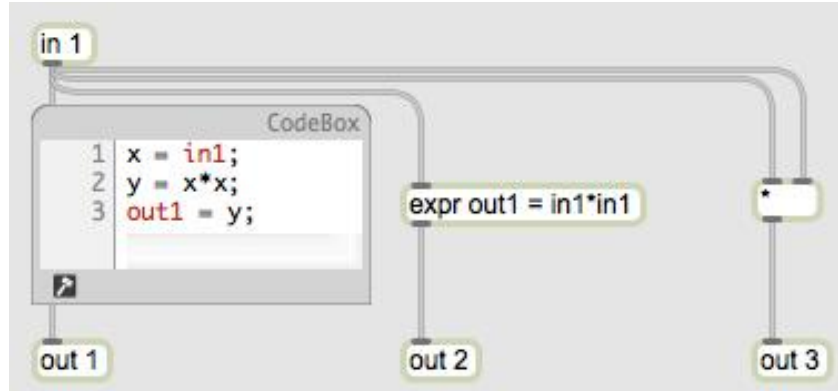 in 1
CodeBox
1 x = in1;
2 y = x*x;
3 out1 = y;
expr out1 = in1*in1
*
out 1
out 2
out 3